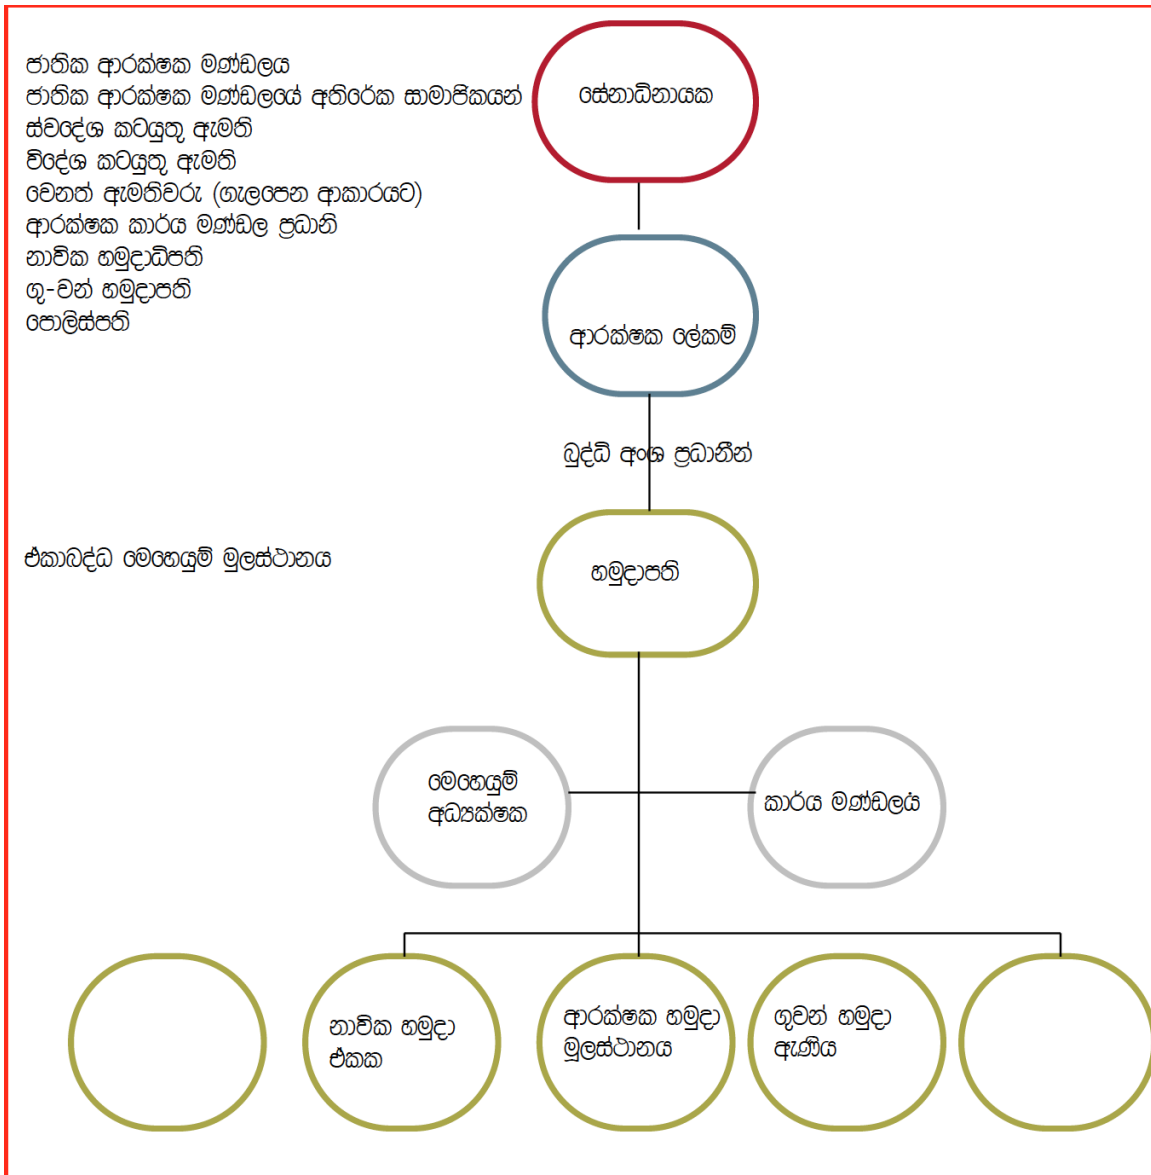 ජාතික ආරක්ෂක මණ්ඩලය
ජාතික ආරක්ෂක මණ්ඩලයේ අතිරේක සාමාජිකයන්
ස්වදේශ කටයුතු ඇමති
විදේශ කටයුතු ඇමති
වෙනත් ඇමතිවරු (ගැලපෙන ආකාරයට)
ආරක්ෂක කාර්ය මණ්ඩල ප්‍රධානි
නාවික හමුදාධිපති
ගු-වන් හමුදාපති
පොලිස්පති
සේනාධිනායක
ආරක්ෂක ලේකම්
බුද්ධි අංශ ප්‍රධානීන්
ඒකාබද්ධ මෙහෙයුම් මූලස්ථානය
හමුදාපති
මෙහෙයුම්
අධ්‍යක්ෂක
කාර්ය මණ්ඩලය
නාවික හමුදා
ඒකක
ආරක්ෂක හමුදා
මූලස්ථානය
ගුවන් හමුදා
ඇණිය